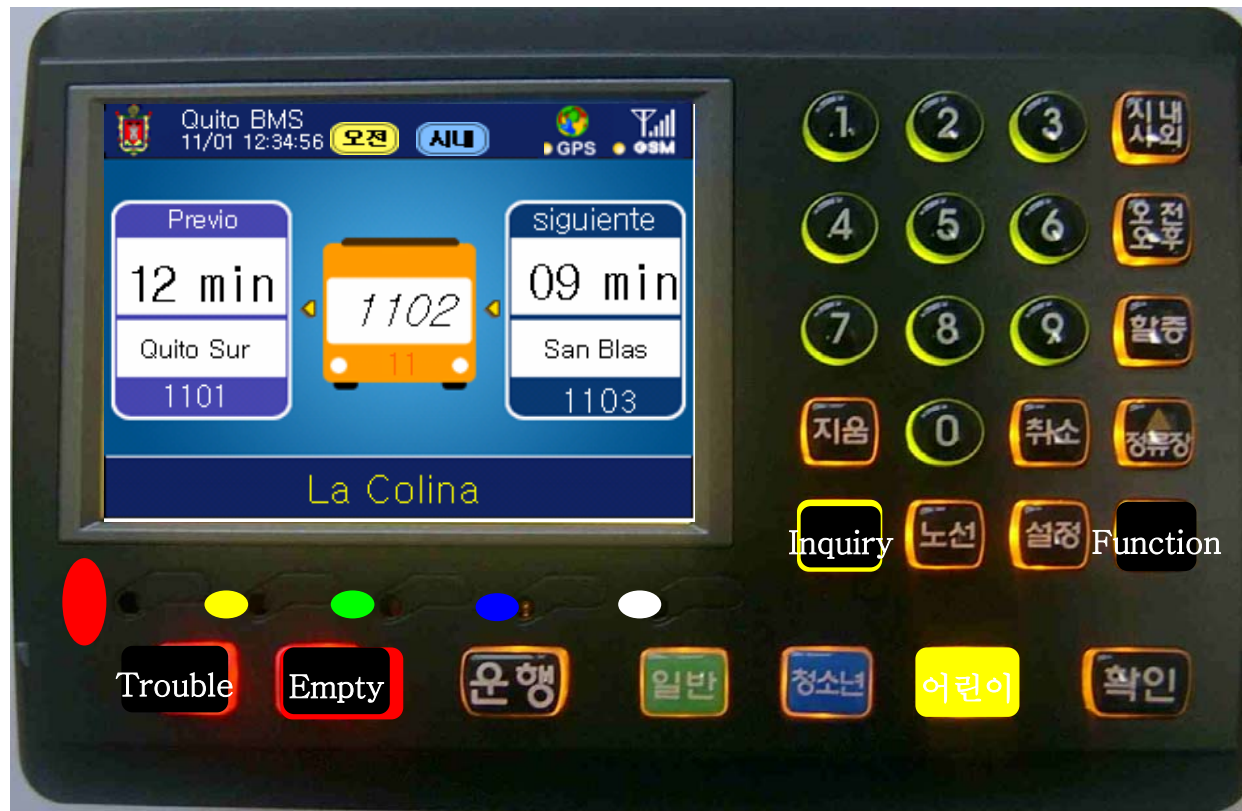 Quito BMS
11/01 12:34:56 오전 시내
GPS GSM
Previo
12 min
Quito Sur
1101
1102
11
siguiente
09 min
San Blas
1103
La Colina
1 2 3 시내
시외
4 5 6 오전
오후
7 8 9 할증
지움 0 취소 정류장
Inquiry 노선 설정 Function
Trouble Empty 운행 일반 청소년 어린이 확인